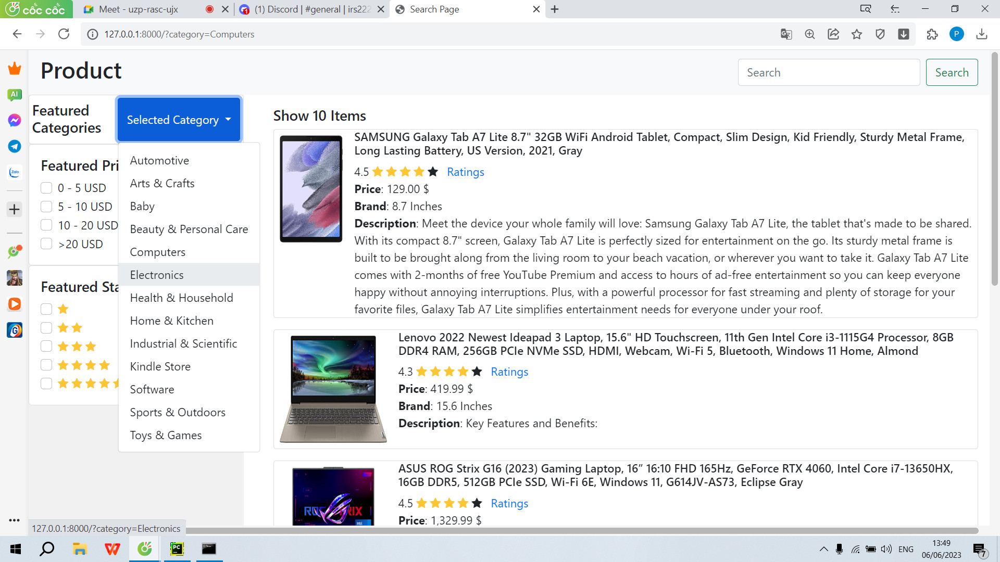 cốc cốc
Meet - uzp-rasc-ujx
(1) Discord | #general | irs222
Search Page
127.0.0.1:8000/?category=Computers
P
Product
Search
Search
AI
Zalo
Featured
Categories
Selected Category
Automotive
Arts & Crafts
Baby
Beauty & Personal Care
Computers
Electronics
Health & Household
Home & Kitchen
Industrial & Scientific
Kindle Store
Software
Sports & Outdoors
Toys & Games
Featured Pri
0 - 5 USD
5 - 10 USD
10 - 20 USD
>20 USD
Featured Sta
Show 10 Items
SAMSUNG Galaxy Tab A7 Lite 8.7" 32GB WiFi Android Tablet, Compact, Slim Design, Kid Friendly, Sturdy Metal Frame,
Long Lasting Battery, US Version, 2021, Gray
4.5 Ratings
Price: 129.00 $
Brand: 8.7 Inches
Description: Meet the device your whole family will love: Samsung Galaxy Tab A7 Lite, the tablet that's made to be shared.
With its compact 8.7" screen, Galaxy Tab A7 Lite is perfectly sized for entertainment on the go. Its sturdy metal frame is
built to be brought along from the living room to your beach vacation, or wherever you want to take it. Galaxy Tab A7 Lite
comes with 2-months of free YouTube Premium and access to hours of ad-free entertainment so you can keep everyone
happy without annoying interruptions. Plus, with a powerful processor for fast streaming and plenty of storage for your
favorite files, Galaxy Tab A7 Lite simplifies entertainment needs for everyone under your roof.
Lenovo 2022 Newest Ideapad 3 Laptop, 15.6" HD Touchscreen, 11th Gen Intel Core i3-1115G4 Processor, 8GB
DDR4 RAM, 256GB PCIe NVMe SSD, HDMI, Webcam, Wi-Fi 5, Bluetooth, Windows 11 Home, Almond
4.3 Ratings
Price: 419.99 $
Brand: 15.6 Inches
Description: Key Features and Benefits:
ASUS ROG Strix G16 (2023) Gaming Laptop, 16” 16:10 FHD 165Hz, GeForce RTX 4060, Intel Core i7-13650HX,
16GB DDR5, 512GB PCIe SSD, Wi-Fi 6E, Windows 11, G614JV-AS73, Eclipse Gray
4.5 Ratings
Price: 1,329.99 $
127.0.0.1:8000/?category=Electronics
PC
ENG
13:49
06/06/2023
7